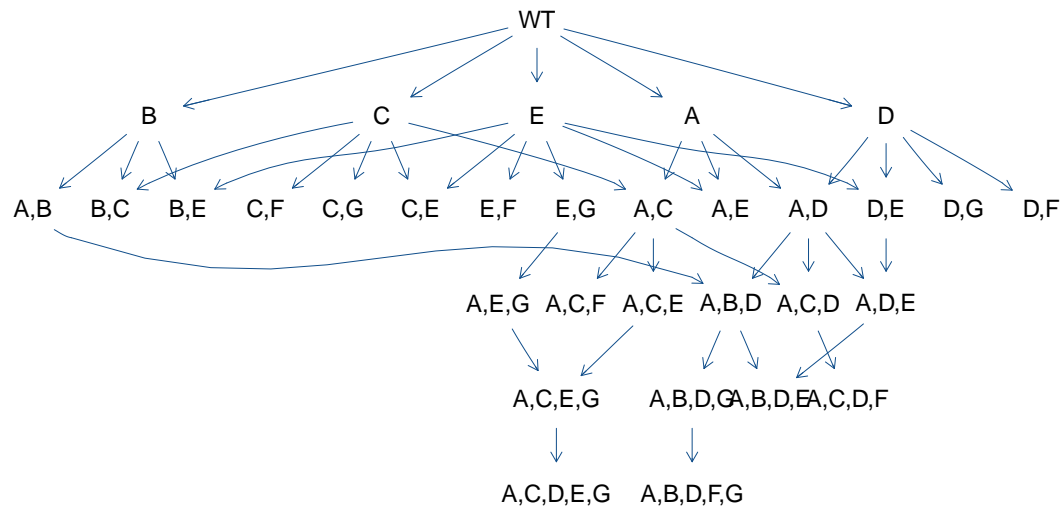 WT
B C E A D
A,B B,C B,E C,F C,G C,E E,F E,G A,C A,E A,D D,E D,G D,F
A,E,G A,C,F A,C,E A,B,D A,C,D A,D,E
A,C,E,G A,B,D,G A,B,D,E A,C,D,F
A,C,D,E,G A,B,D,F,G